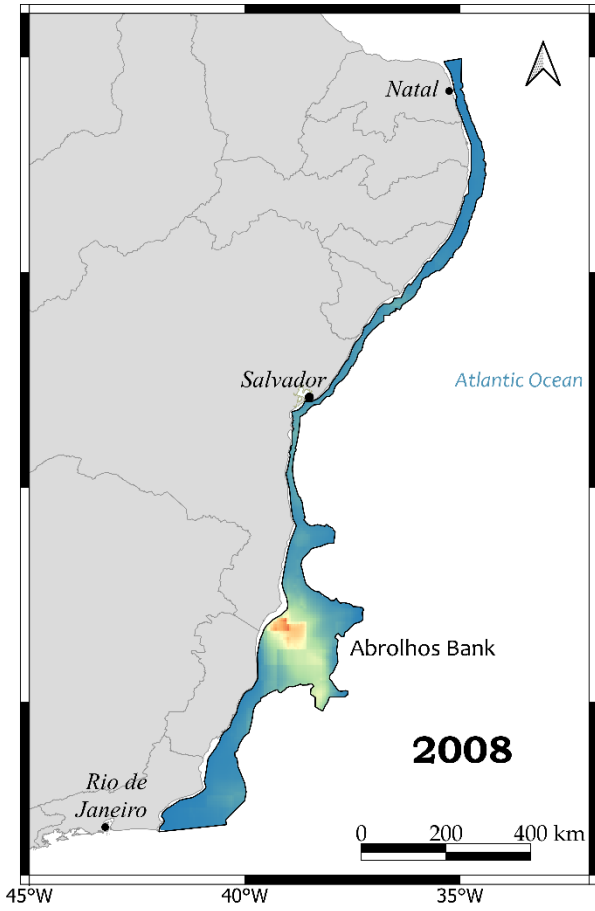 Natal
Salvador
Atlantic Ocean
Abrolhos Bank
2008
Rio de
Janeiro
0 200 400 km
45°W 40°W 35°W